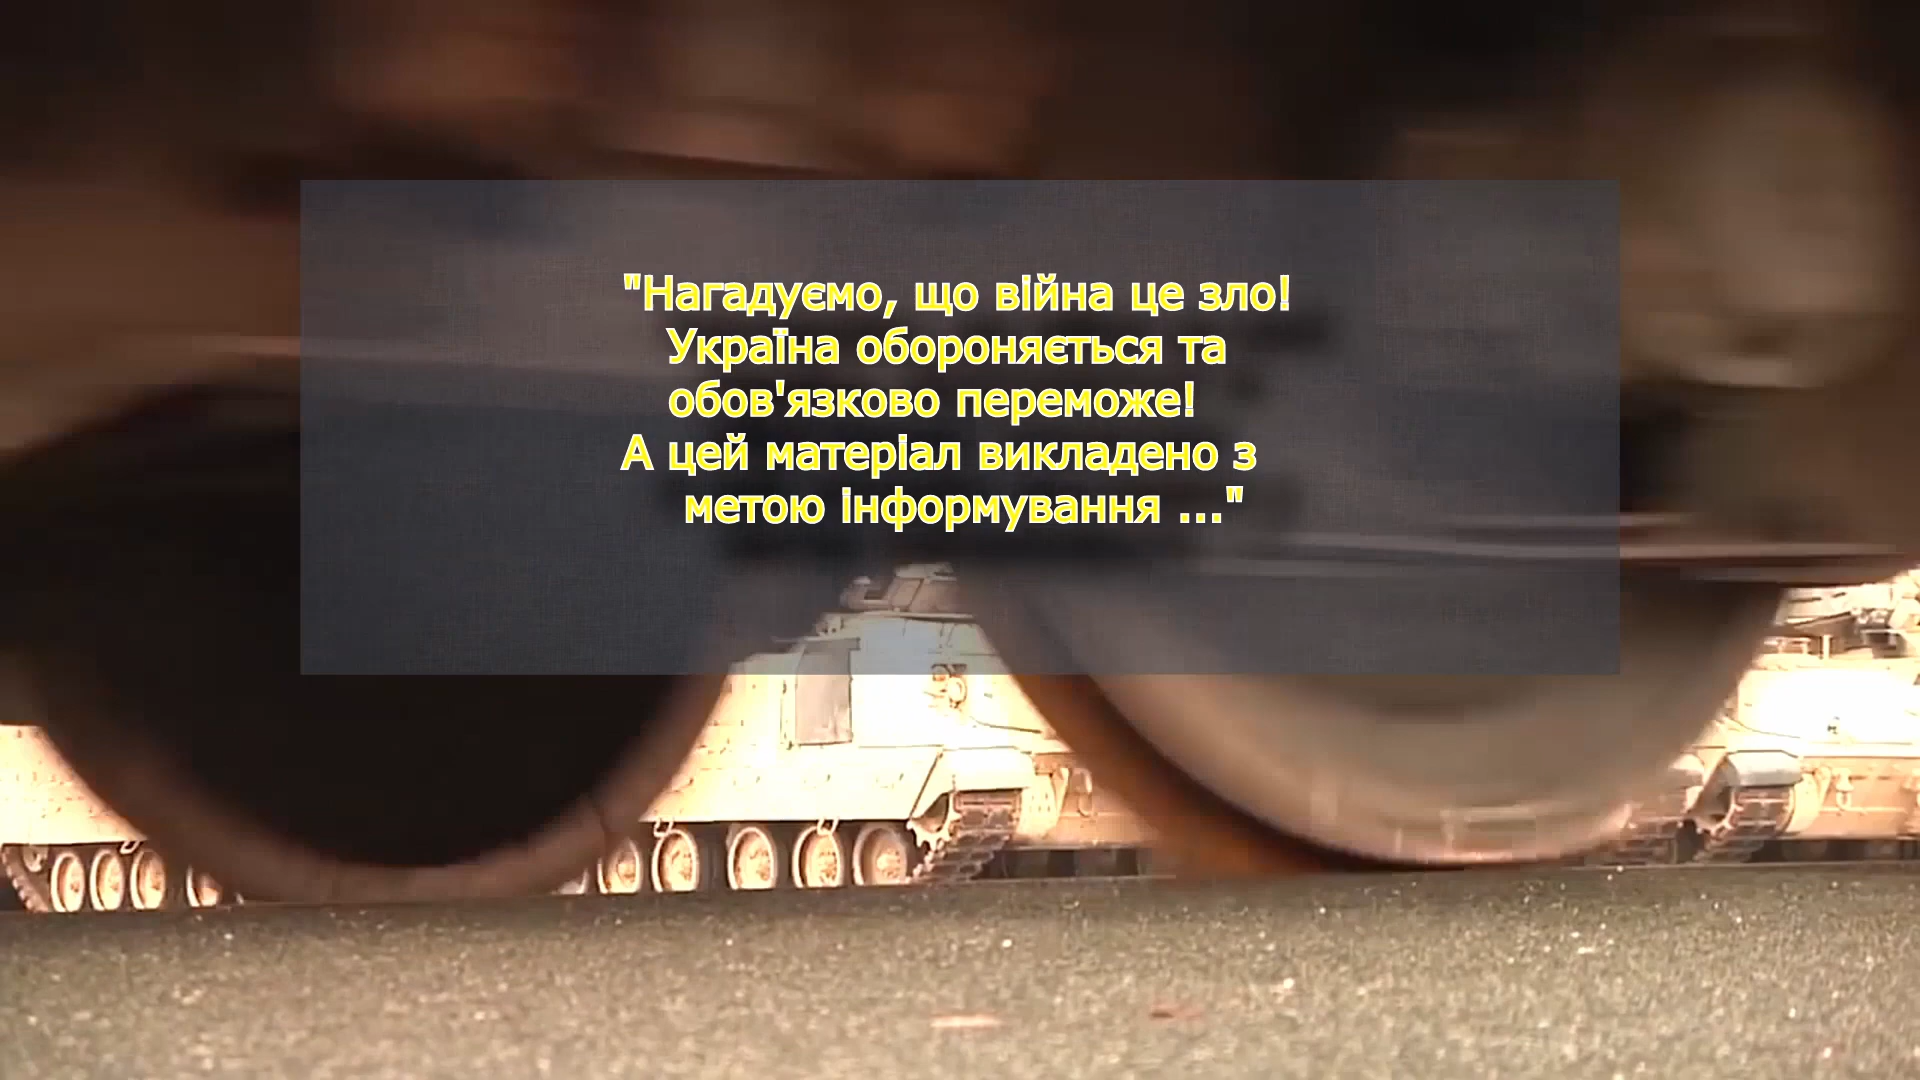 "Нагадуємо, що війна це зло!
Україна обороняється та
обов'язково переможе!
А цей матеріал викладено з
метою інформування ..."